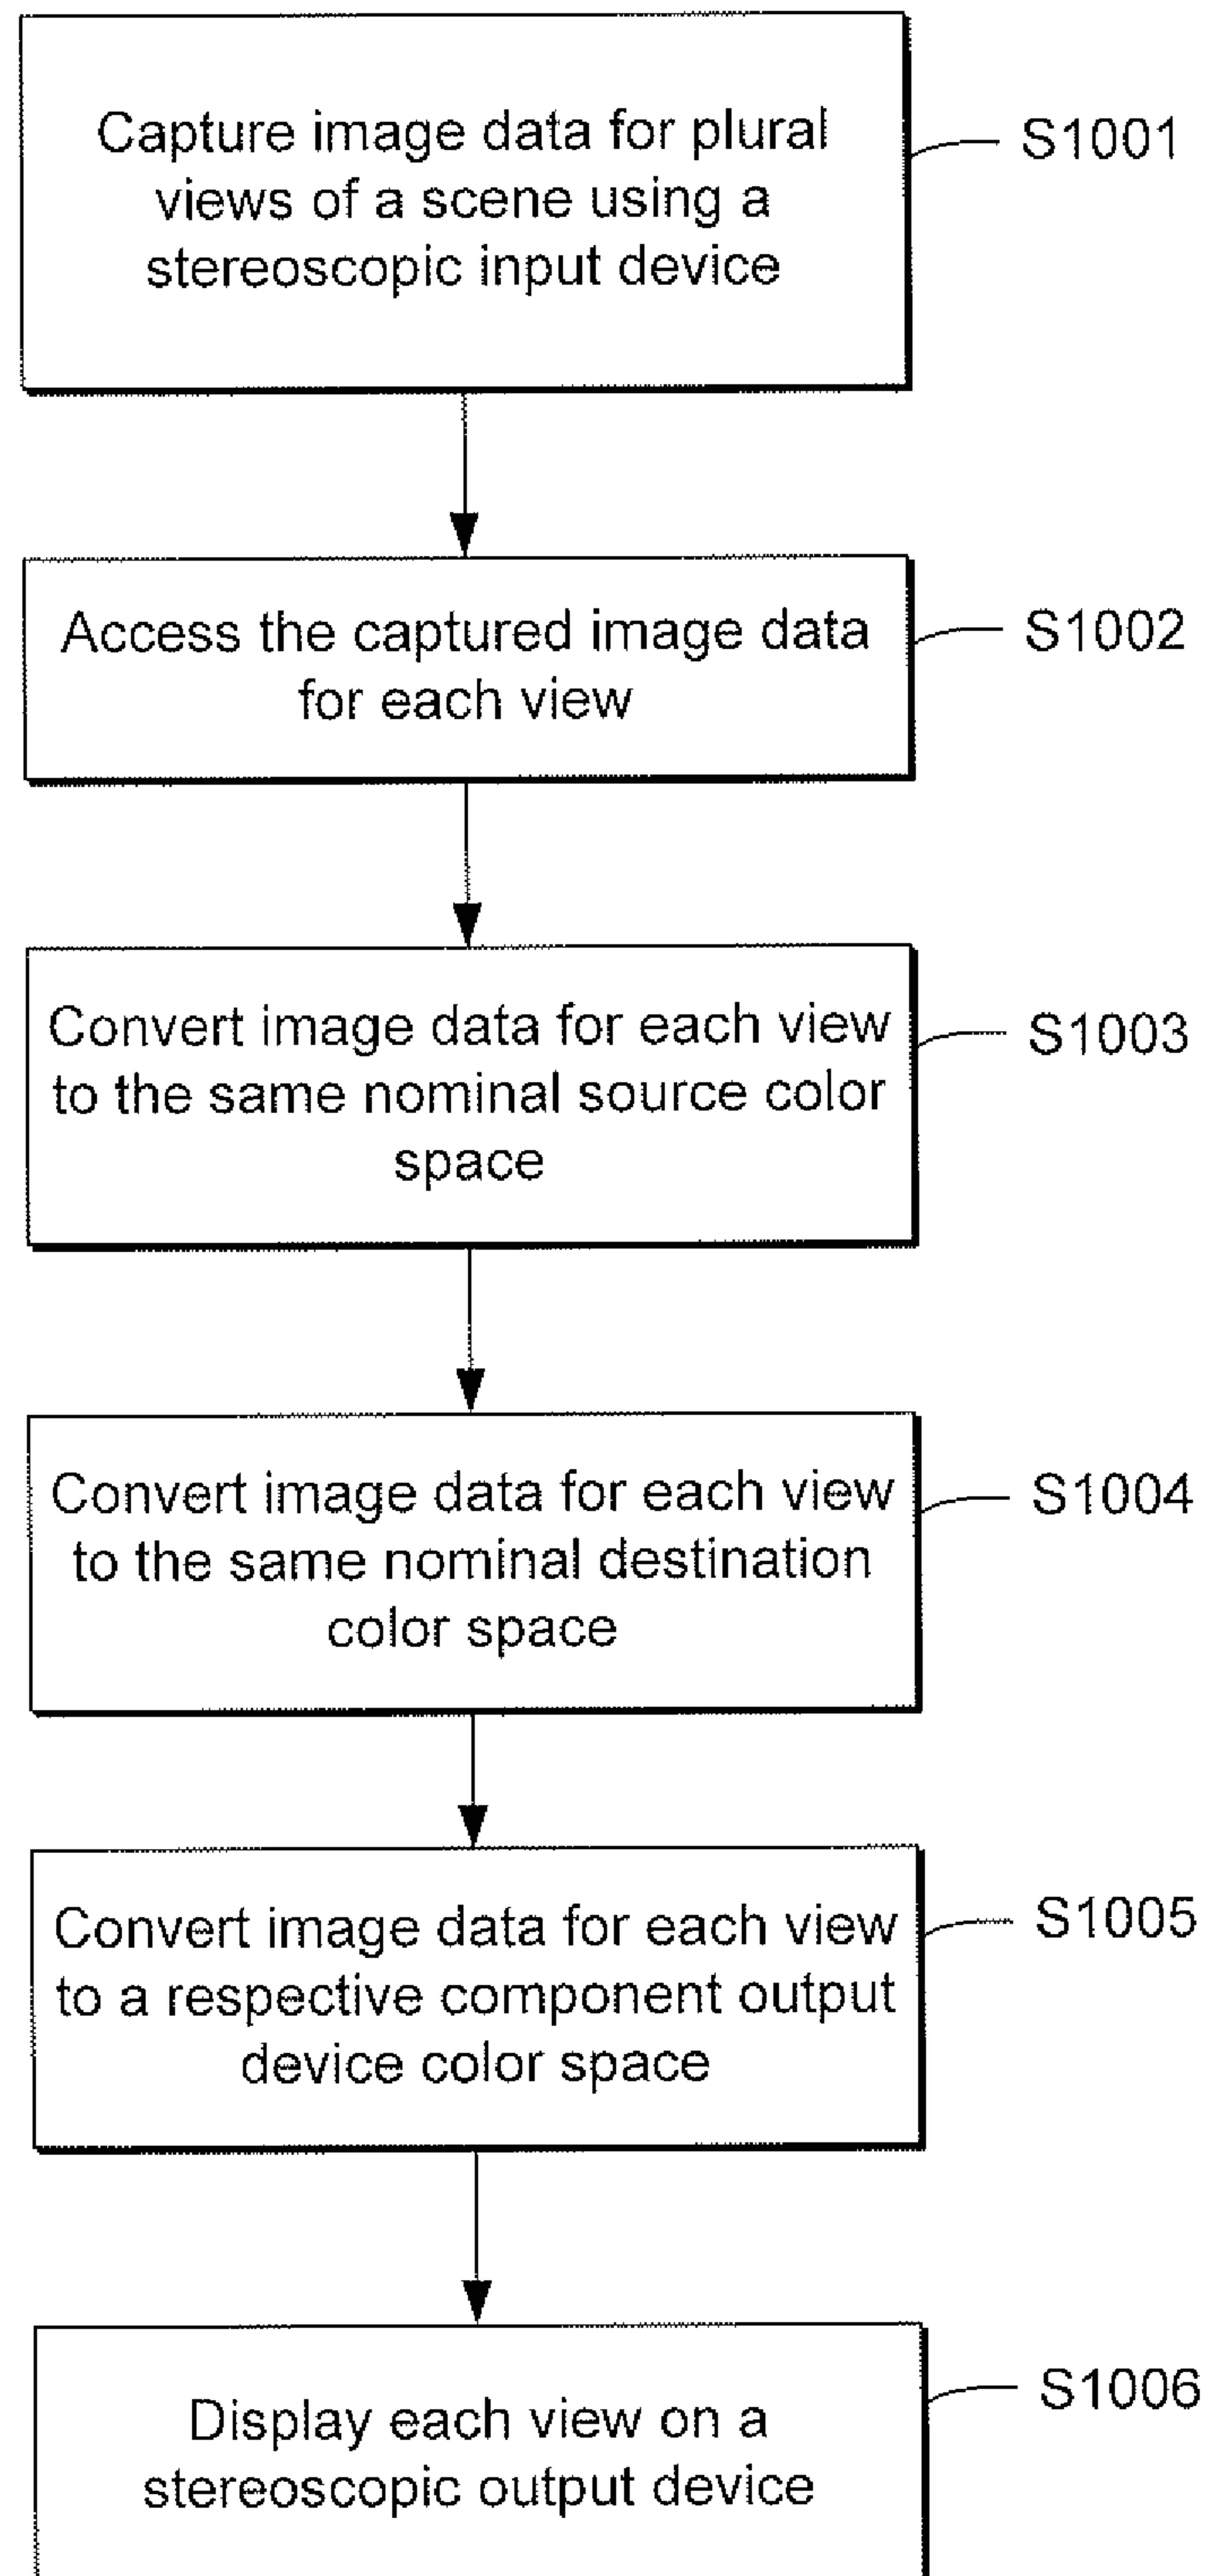 Capture image data for plural
views of a scene using a
stereoscopic input device
S1001
Access the captured image data
for each view
S1002
Convert image data for each view
to the same nominal source color
space
S1003
Convert image data for each view
to the same nominal destination
color space
S1004
Convert image data for each view
to a respective component output
device color space
S1005
Display each view on a
stereoscopic output device
S1006